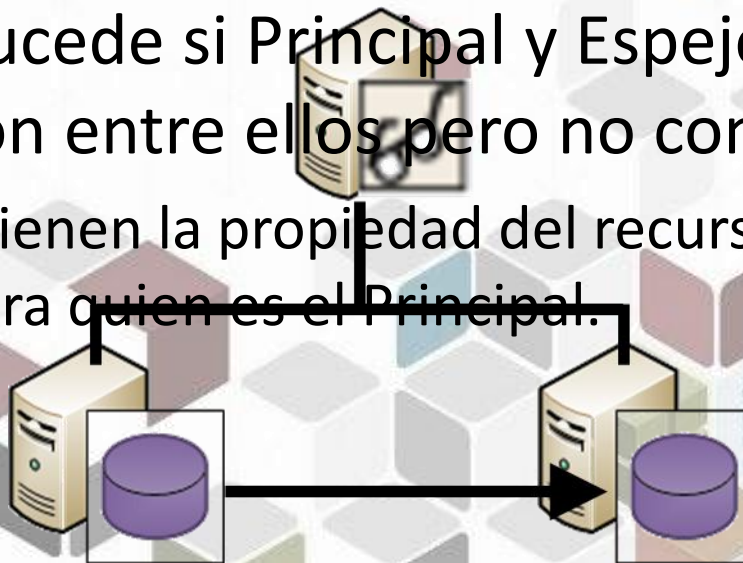 ucede si Principal y Espej
on entre ellos pero no con
ienen la propiedad del recurs
ra quien es el Principal.